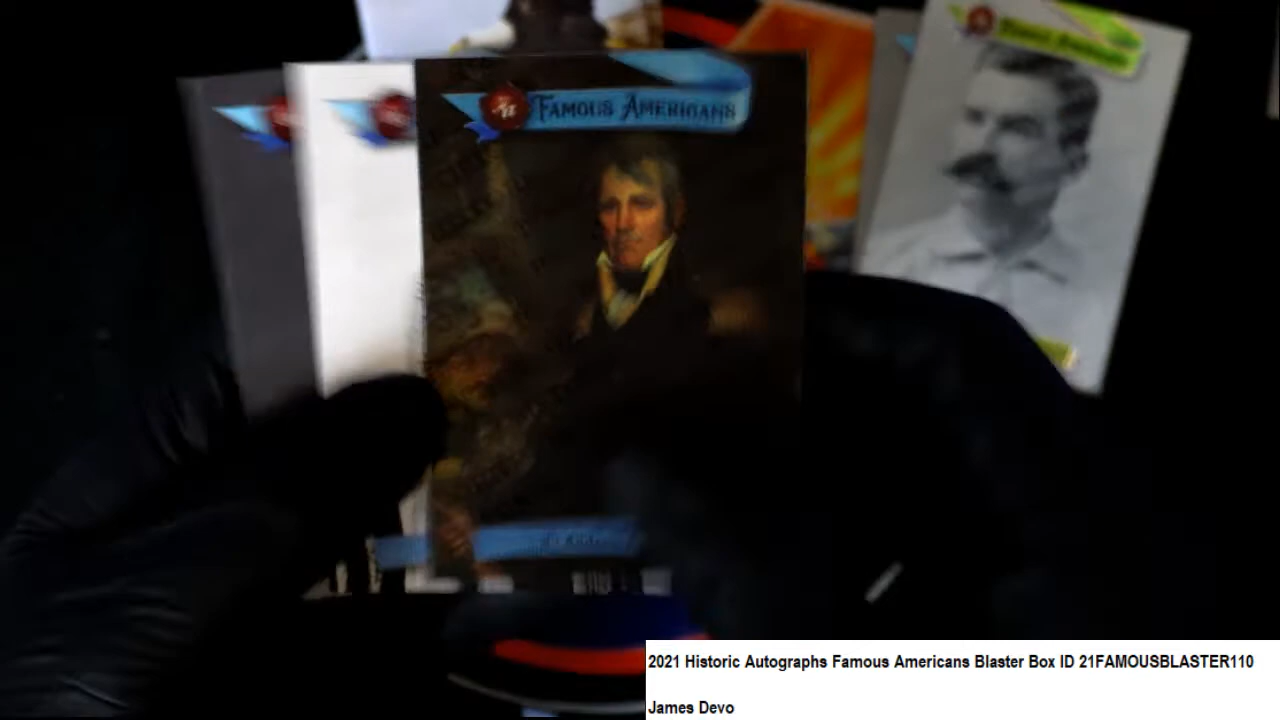 FAMOUS AMERICANS
2021 Historic Autographs Famous Americans Blaster Box ID 21FAMOUSBLASTER110
James Devo